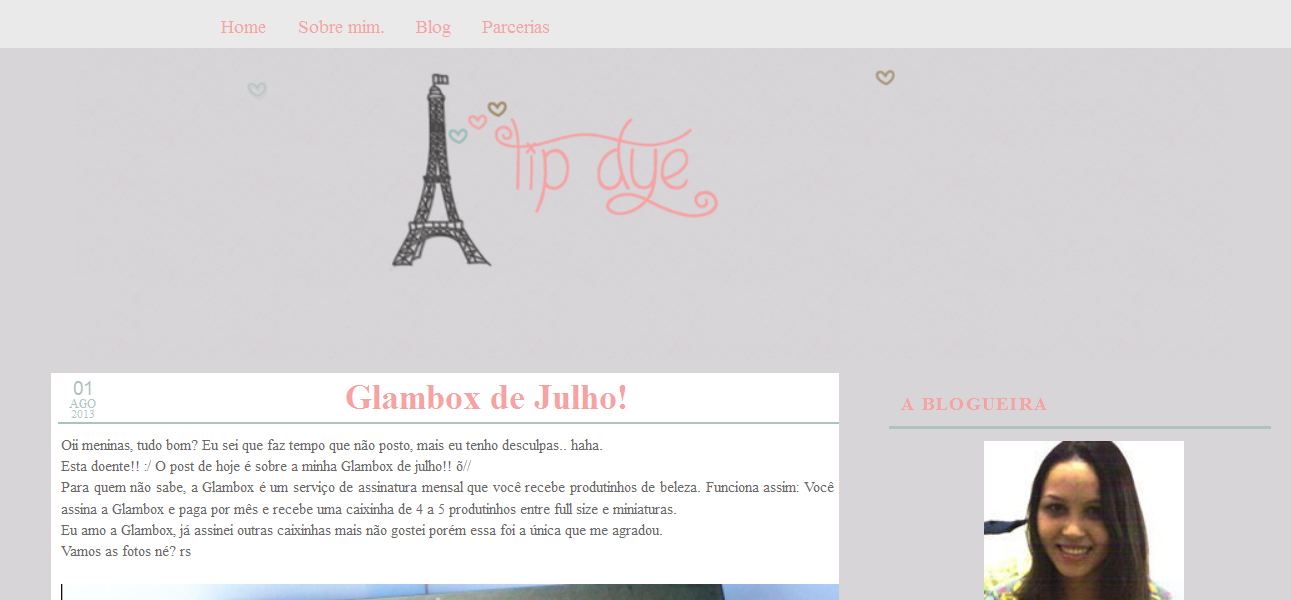 Home Sobre mim. Blog Parcerias
tip dye
01
AGO
2013
Glambox de Julho!
Oii meninas, tudo bom? Eu sei que faz tempo que não posto, mais eu tenho desculpas.. haha.
Esta doente!! :/ O post de hoje é sobre a minha Glambox de julho!! õ//
Para quem não sabe, a Glambox é um serviço de assinatura mensal que você recebe produtinhos de beleza. Funciona assim: Você
assina a Glambox e paga por mês e recebe uma caixinha de 4 a 5 produtinhos entre full size e miniaturas.
Eu amo a Glambox, já assinei outras caixinhas mais não gostei porém essa foi a única que me agradou.
Vamos as fotos né? rs
A BLOGUEIRA